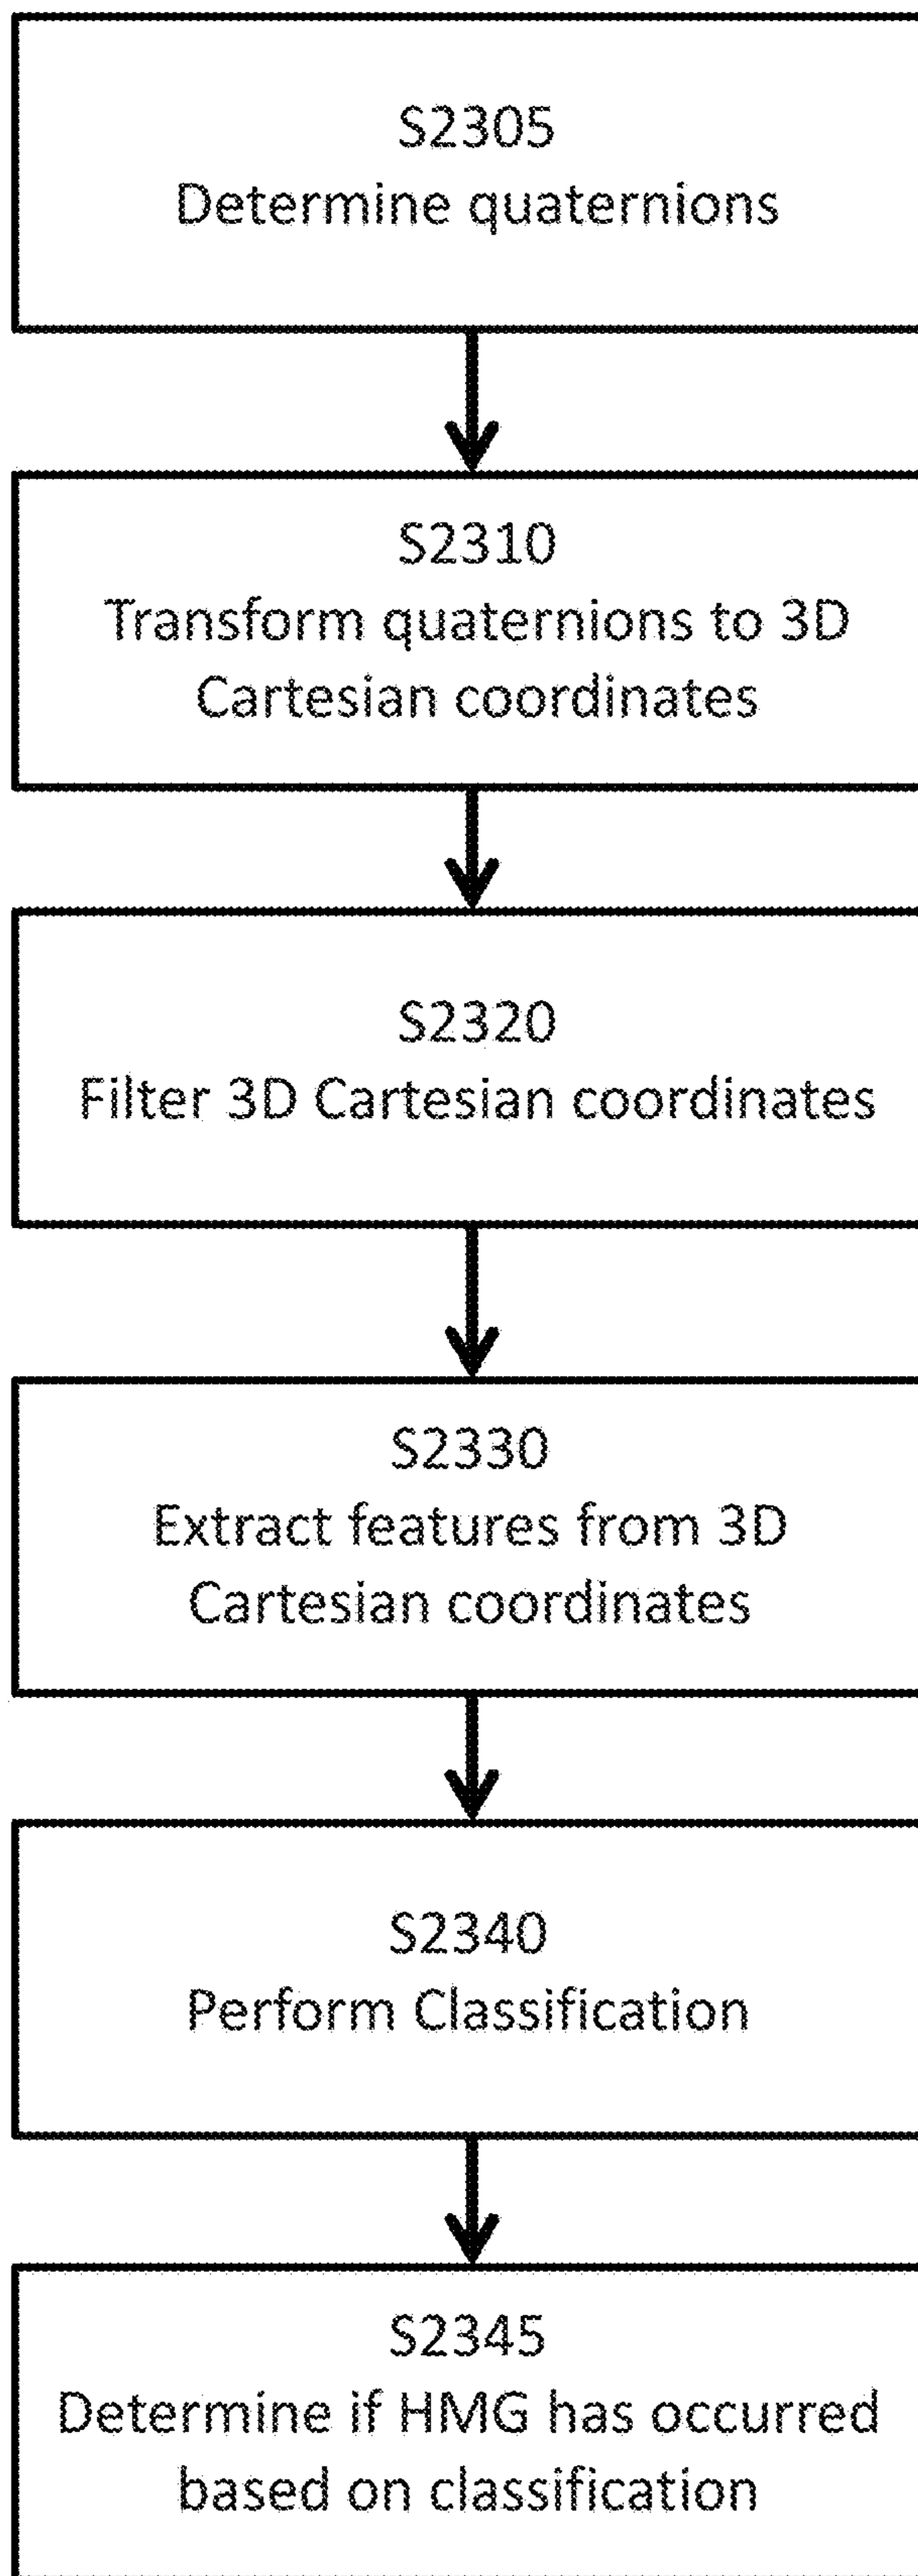 S2305
Determine quaternions
S2310
Transform quaternions to 3D
Cartesian coordinates
S2320
Filter 3D Cartesian coordinates
S2330
Extract features from 3D
Cartesian coordinates
S2340
Perform Classification
S2345
Determine if HMG has occurred
based on classification